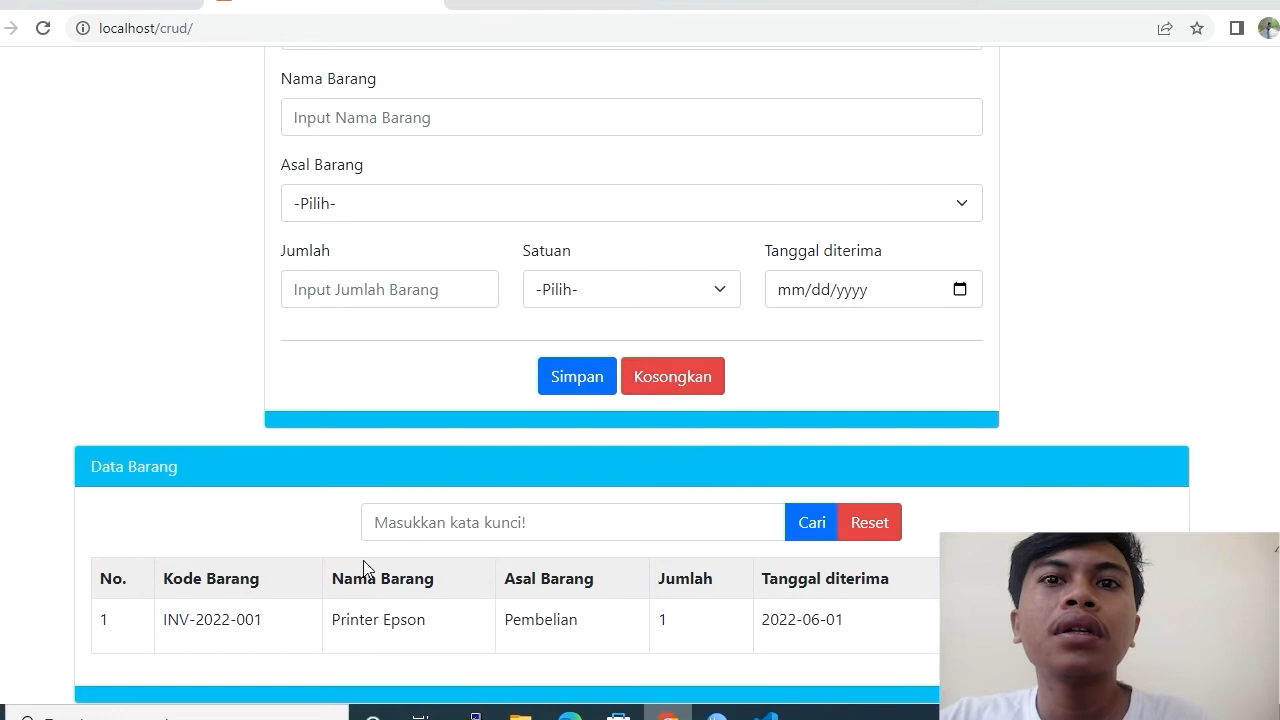 localhost/crud/
Nama Barang
Input Nama Barang
Asal Barang
-Pilih-
Jumlah Satuan Tanggal diterima
Input Jumlah Barang -Pilih- mm/dd/yyyy
Simpan Kosongkan
Data Barang
Masukkan kata kunci! Cari Reset
No. Kode Barang Nama Barang Asal Barang Jumlah Tanggal diterima
1 INV-2022-001 Printer Epson Pembelian 1 2022-06-01